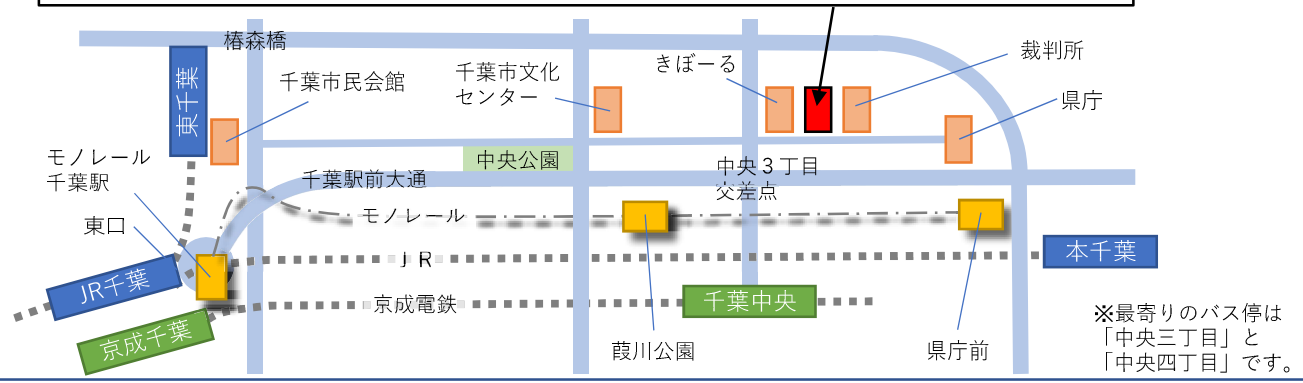 椿森橋
東千葉
千葉市民会館
千葉市文化
センター
きぼーる
裁判所
県庁
モノレール
千葉駅
中央公園
中央３丁目
交差点
千葉駅前大通
東口
モノレール
ＪＲ
本千葉
JR千葉
京成電鉄
千葉中央
京成千葉
葭川公園
県庁前
※最寄りのバス停は
「中央三丁目」と
「中央四丁目」です。